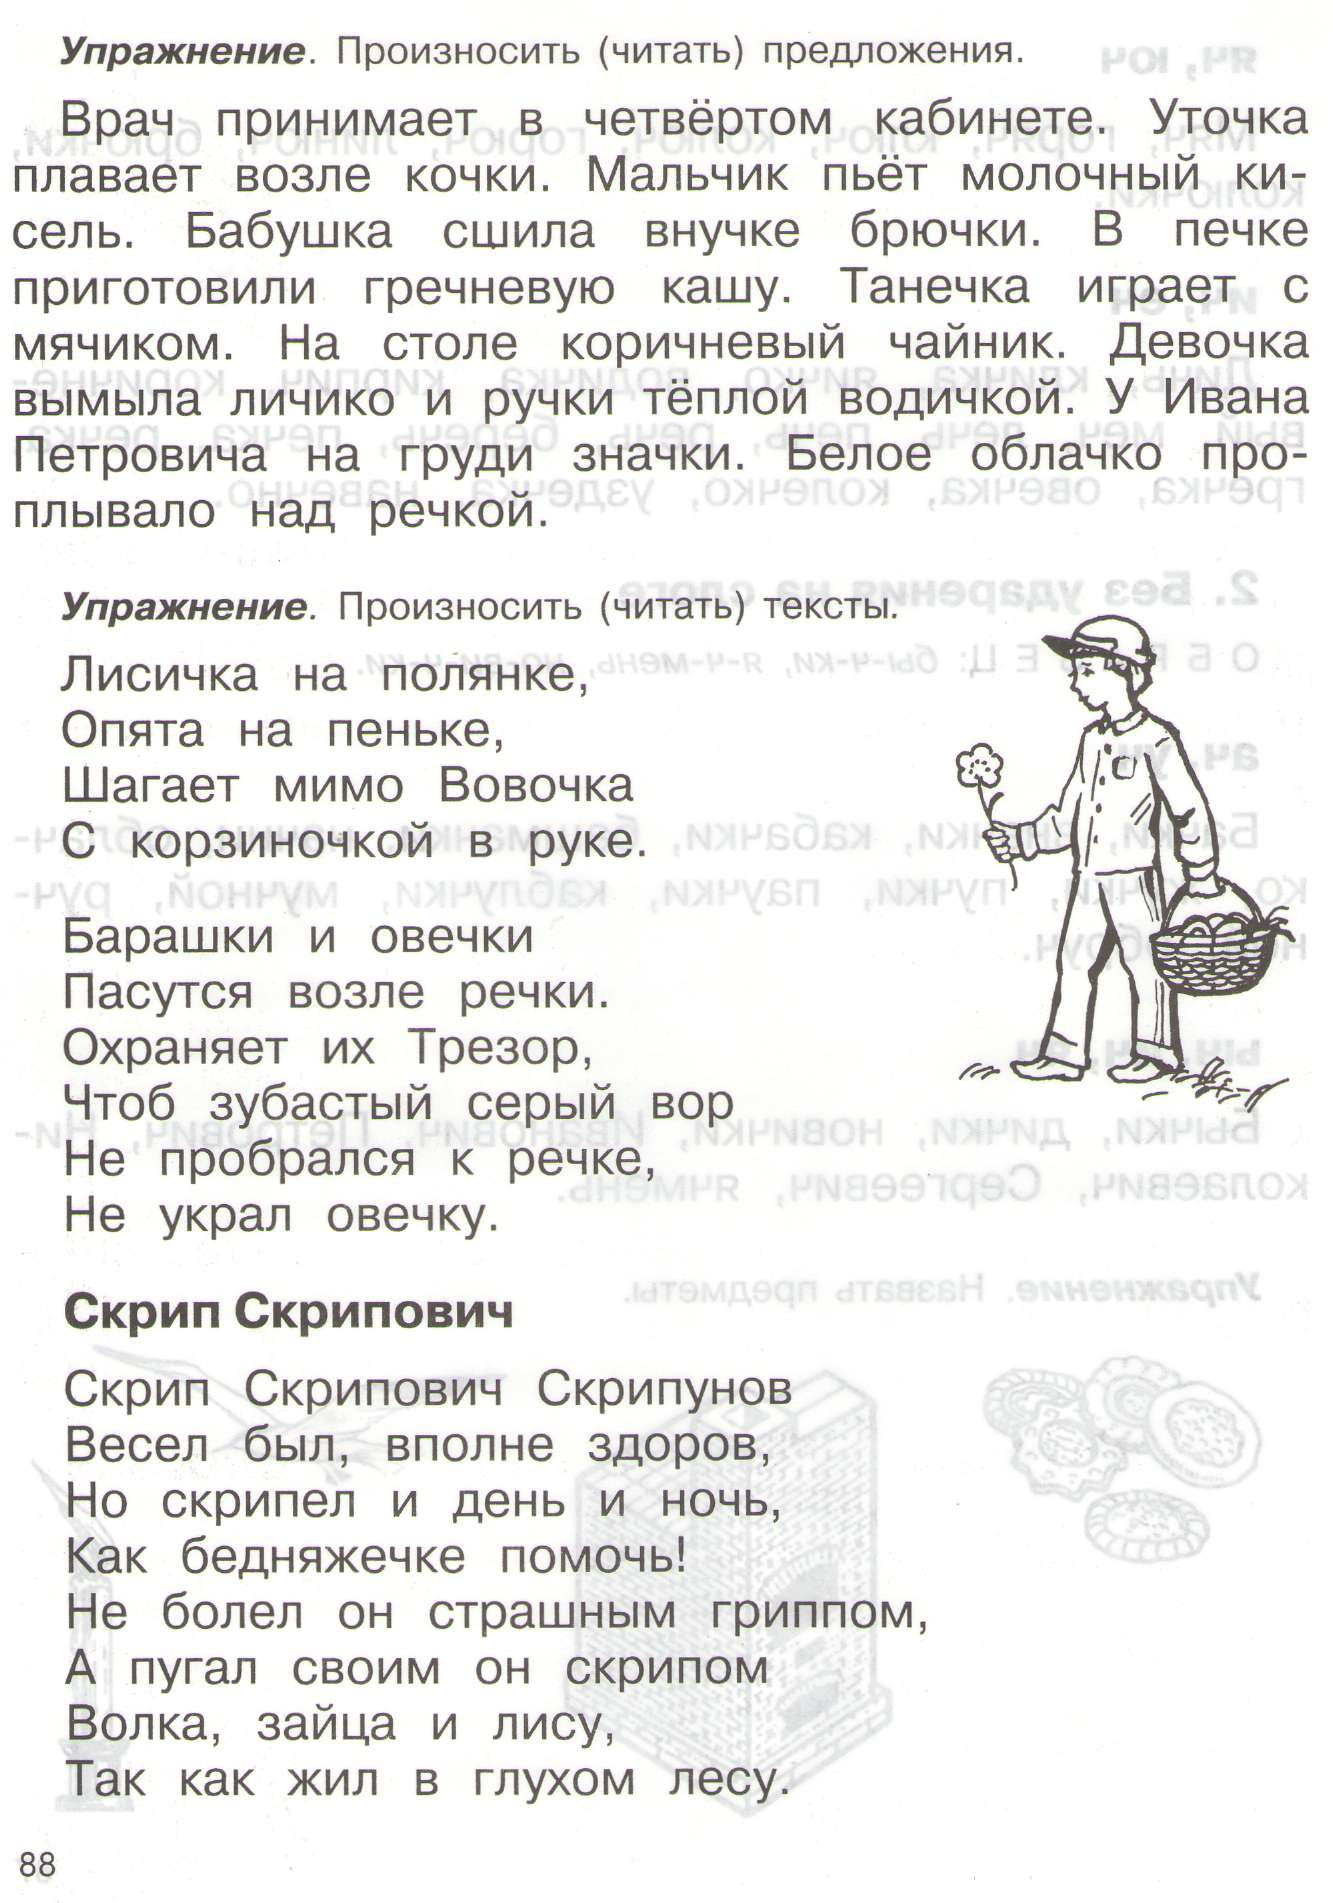 Упражнение. Произносить (читать) предложения.
Врач принимает в четвёртом кабинете. Уточка
плавает возле кочки. Мальчик пьёт молочный ки-
сель. Бабушка сшила внучке брючки. В печке
приготовили гречневую кашу. Танечка играет с
мячиком. На столе коричневый чайник. Девочка
вымыла личико и ручки тёплой водичкой. У Ивана
Петровича на груди значки. Белое облачко про-
плывало над речкой.
Упражнение. Произносить (читать) тексты.
Лисичка на полянке,
Опята на пеньке,
Шагает мимо Вовочка
С корзиночкой в руке.
Барашки и овечки
Пасутся возле речки.
Охраняет их Трезор,
Чтоб зубастый серый вор
Не пробрался к речке,
Не украл овечку.
Скрип Скрипович
Скрип Скрипович Скрипунов
Весел был, вполне здоров,
Но скрипел и день и ночь,
Как бедняжечке помочь!
Не болел он страшным гриппом,
А пугал своим он скрипом
Волка, зайца и лису,
Так как жил в глухом лесу.
88